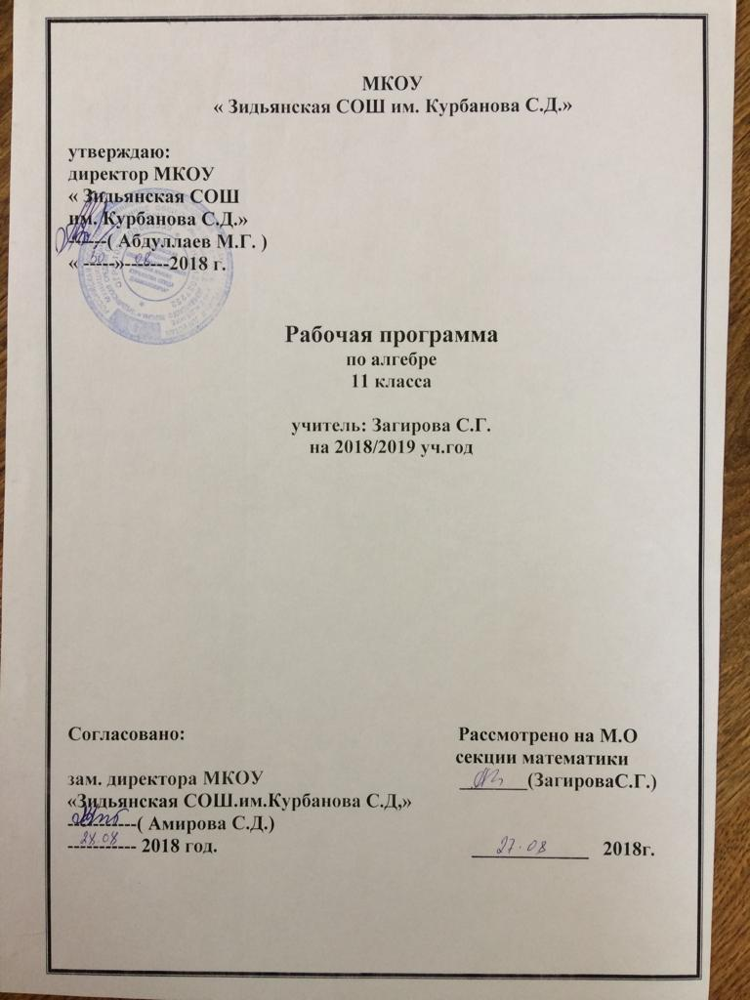 МКОУ
« Зидьянская СОШ им. Курбанова С.Д.»
утверждаю:
директор МКОУ
« Зидьянская СОШ
им. Курбанова С.Д.»
------( Абдуллаев М.Г. )
« 30 » 08 2018 г.
Рабочая программа
по алгебре
11 класса
учитель: Загирова С.Г.
на 2018/2019 уч.год
Согласовано:
зам. директора МКОУ
«Зидьянская СОШ.им.Курбанова С.Д,»
-----------( Амирова С.Д.)
28.08 2018 год.
Рассмотрено на М.О
секции математики
_______(ЗагироваС.Г.)
27.08 2018г.